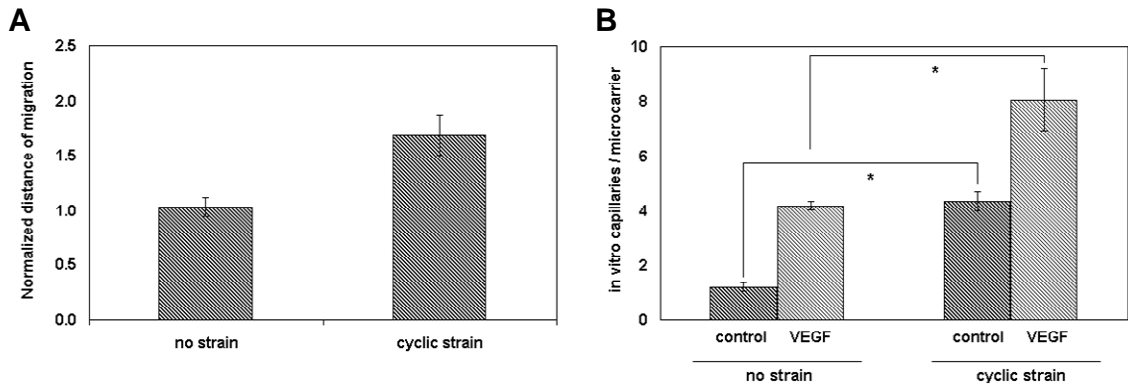 A
Normalized distance of migration
2.5
2.0
1.5
1.0
0.5
0.0
no strain
cyclic strain
B
in vitro capillaries / microcarrier
10
8
6
4
2
0
*
*
control VEGF control VEGF
no strain cyclic strain